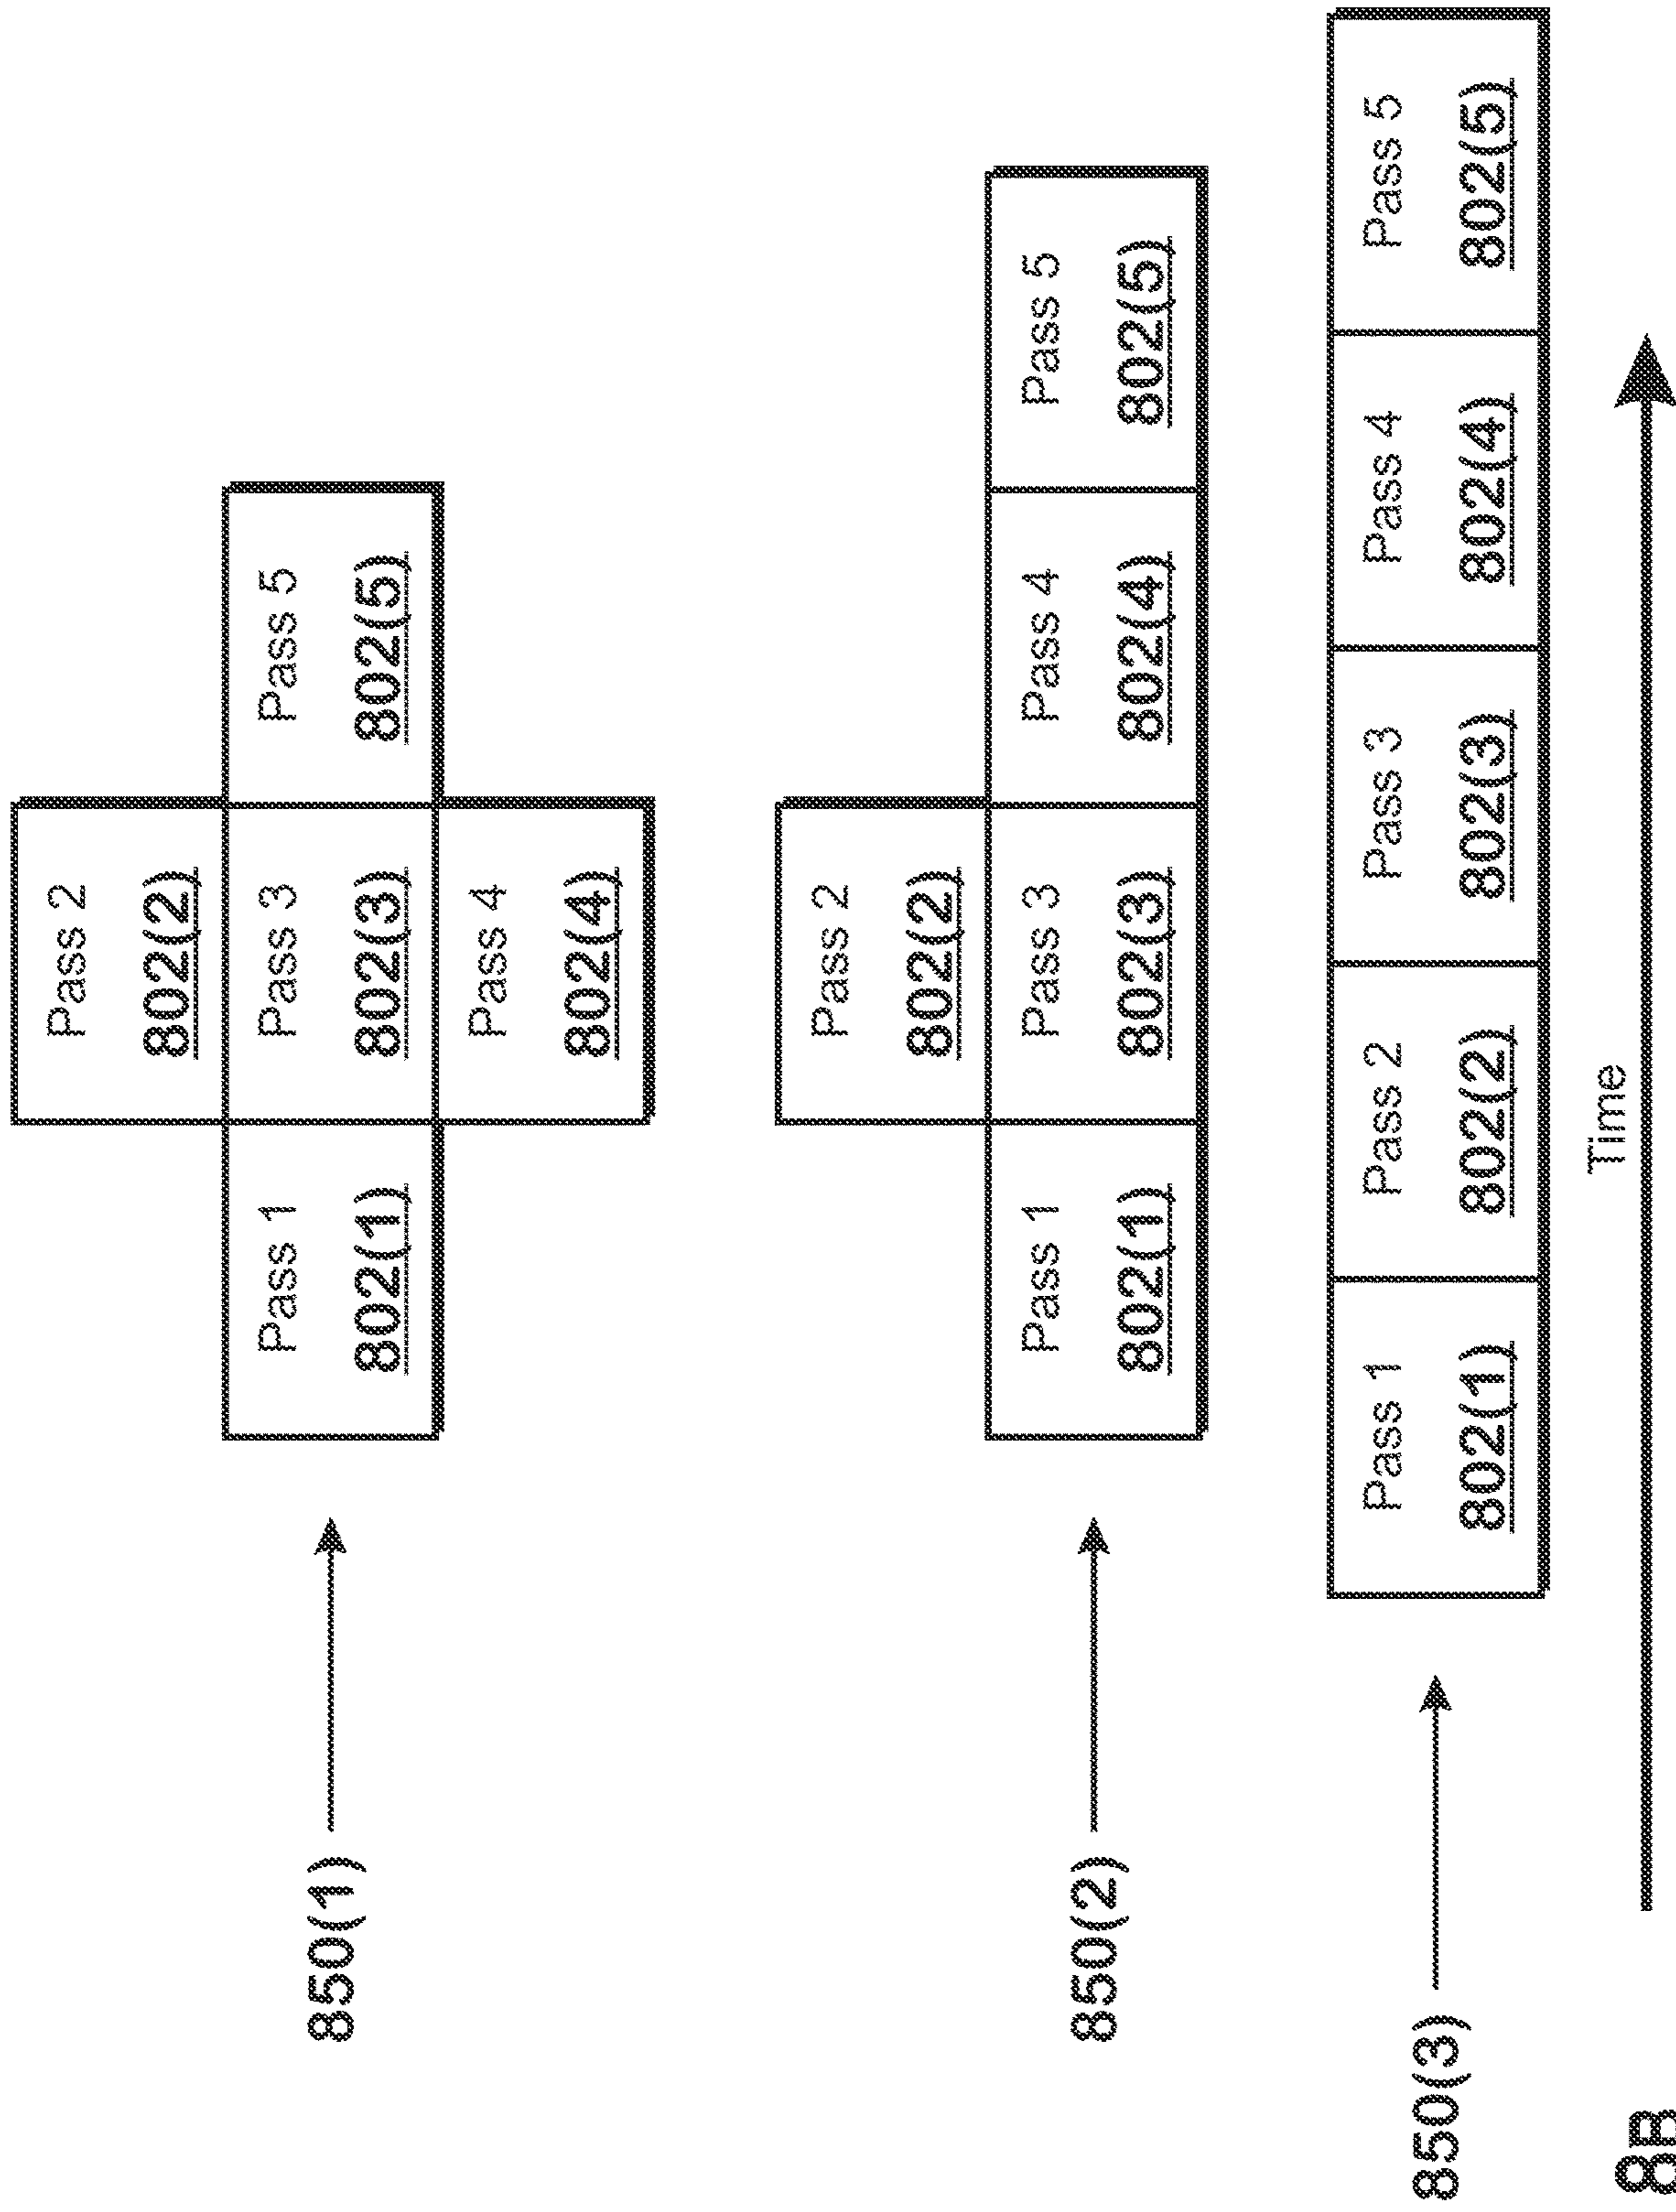 Pass 2
802(2)
850(1)
Pass 1
Pass 3
Pass 5
802(1)
802(3)
802(5)
Pass 4
802(4)
Pass 2
802(2)
850(2)
Pass 1
Pass 3
Pass 4
Pass 5
802(1)
802(3)
802(4)
802(5)
850(3)
Pass 1
Pass 2
Pass 3
Pass 4
Pass 5
802(1)
802(2)
802(3)
802(4)
802(5)
Time
8B